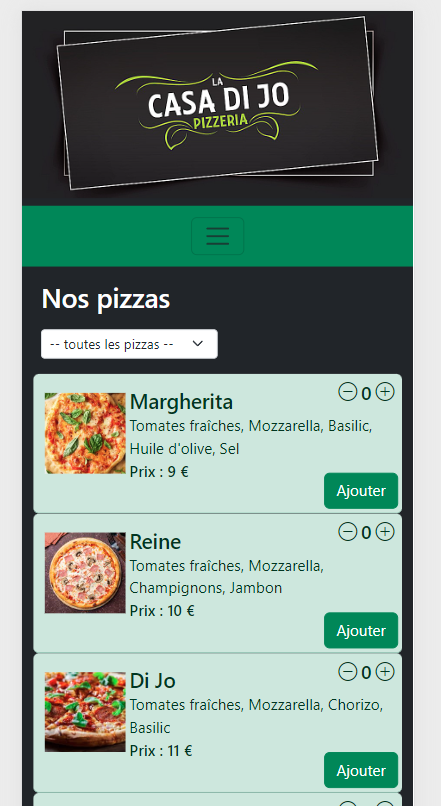 LA
CASA DI JO
PIZZERIA
Nos pizzas
-- toutes les pizzas --
Margherita
0
Tomates fraîches, Mozzarella, Basilic,
Huile d'olive, Sel
Prix : 9 €
Ajouter
Reine
0
Tomates fraîches, Mozzarella,
Champignons, Jambon
Prix : 10 €
Ajouter
Di Jo
0
Tomates fraîches, Mozzarella, Chorizo,
Basilic
Prix : 11 €
Ajouter